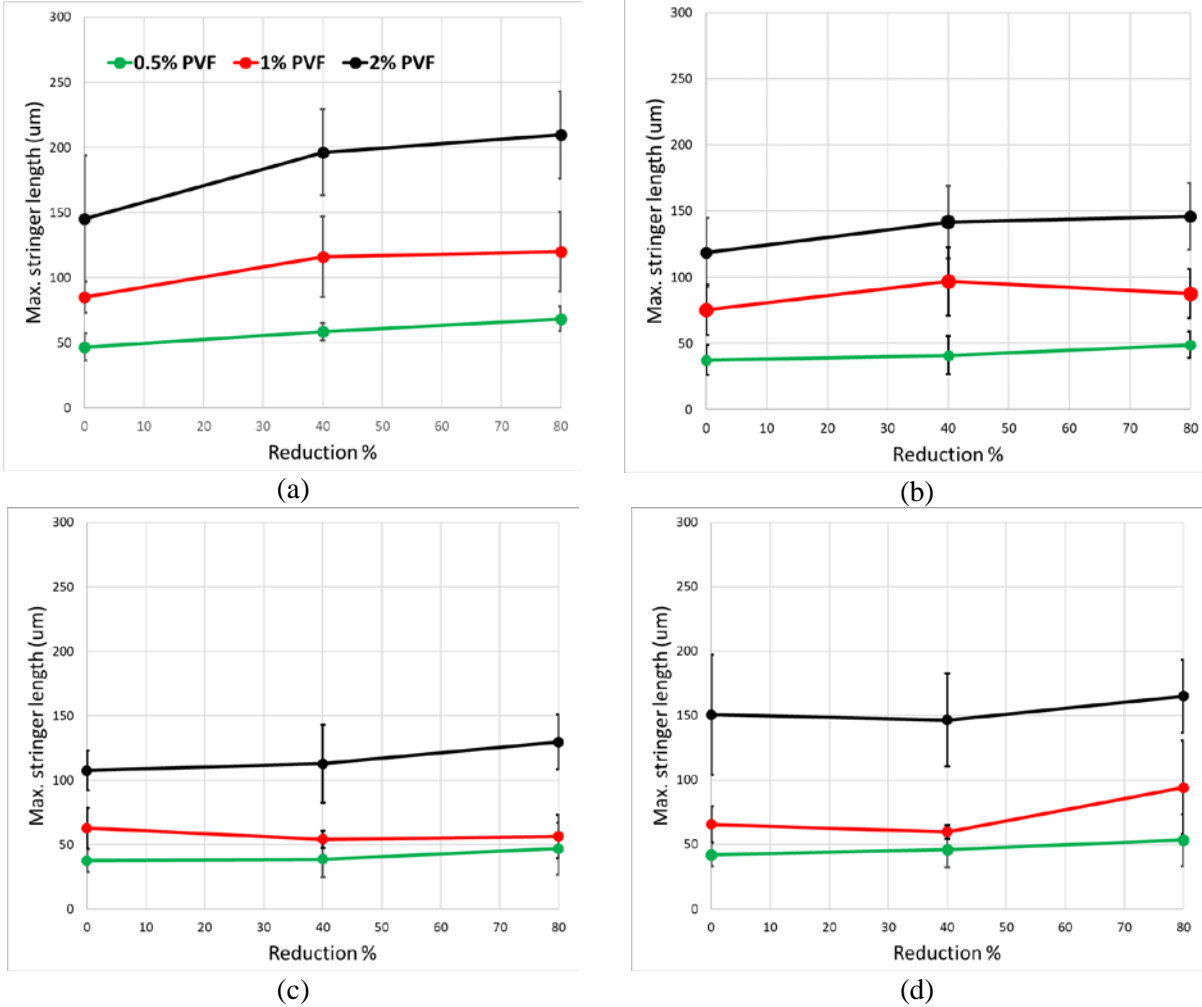 300
250
200
150
100
50
0
Max. stringer length (um)
0.5% PVF 1% PVF 2% PVF
0 10 20 30 40 50 60 70 80
Reduction %
(a)
300
250
200
150
100
50
0
Max. stringer length (um)
0 10 20 30 40 50 60 70 80
Reduction %
(b)
300
250
200
150
100
50
0
Max. stringer length (um)
0 10 20 30 40 50 60 70 80
Reduction %
(c)
300
250
200
150
100
50
0
Max. stringer length (um)
0 10 20 30 40 50 60 70 80
Reduction %
(d)